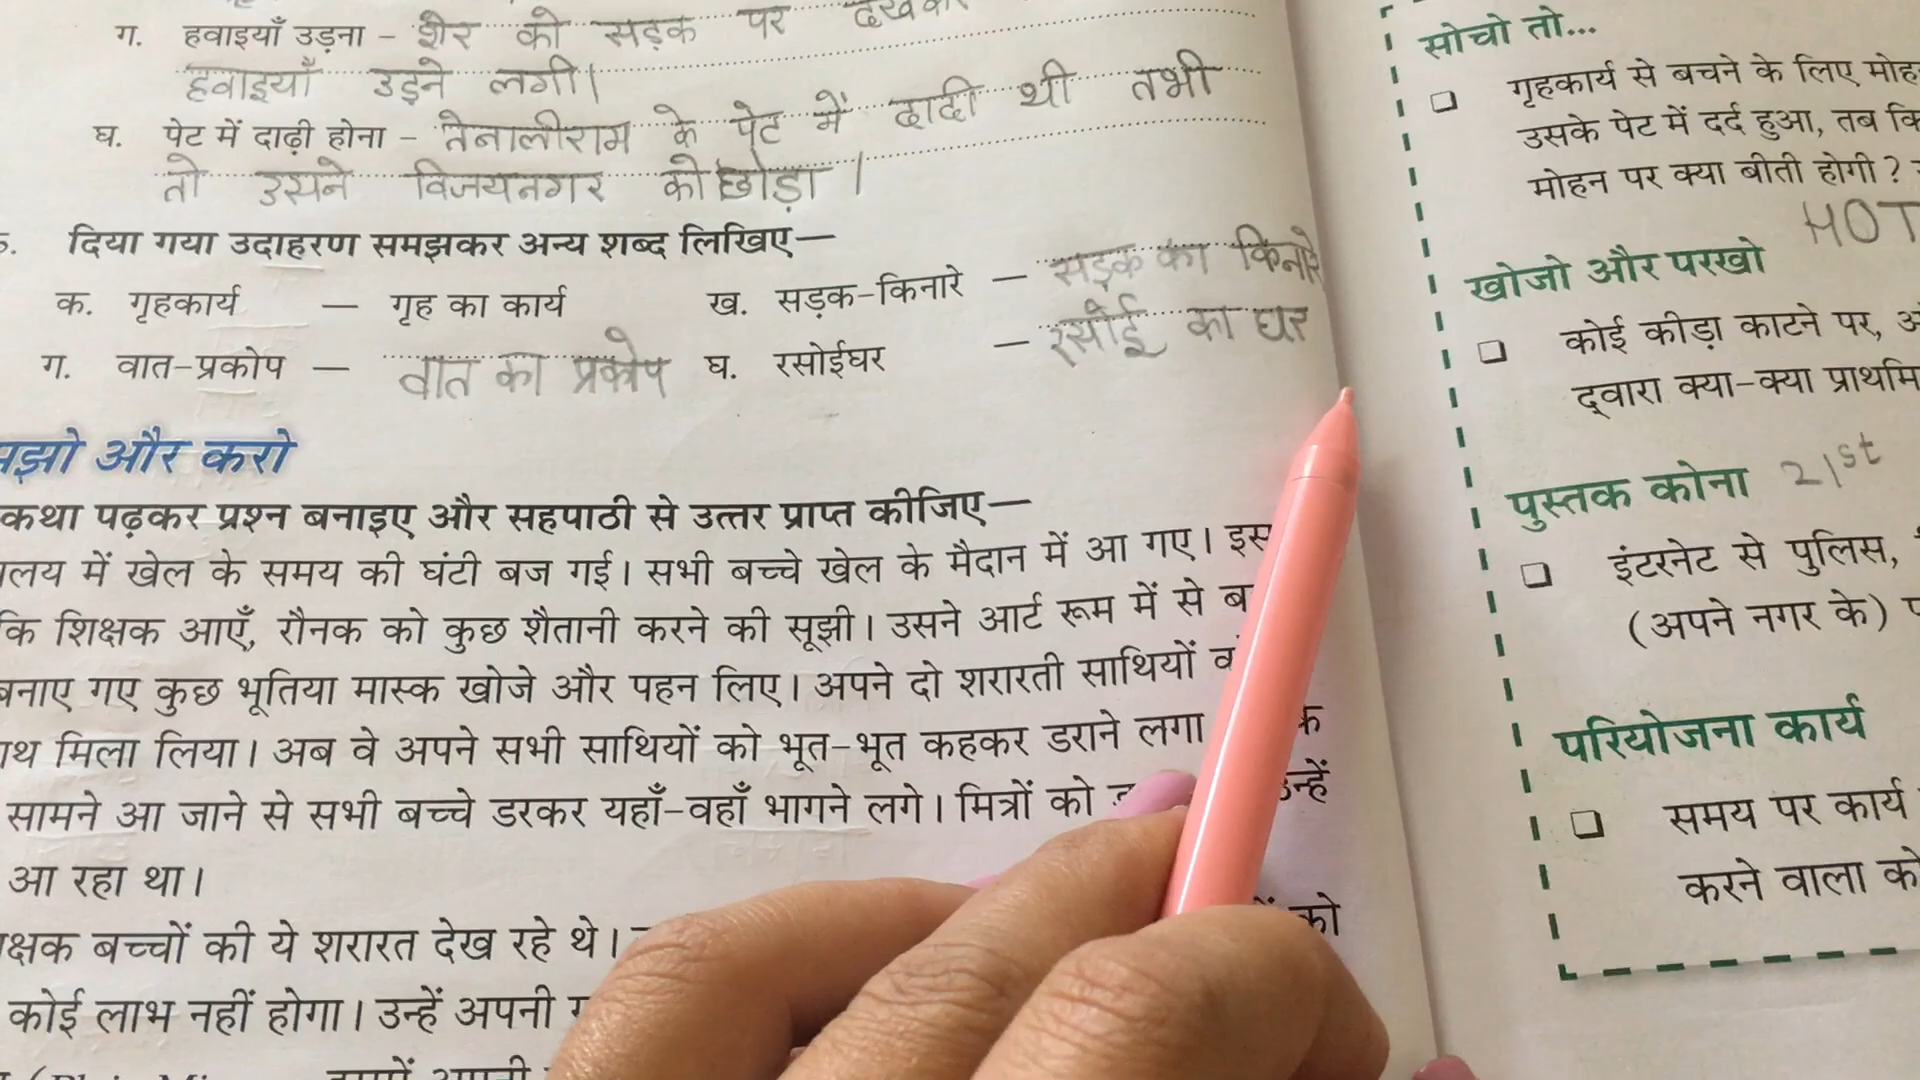 ग. हवाइयाँ उड़ना – शेर को सड़क पर देखकर
हवाइयाँ उड़ने लगी।
घ. पेट में दाढ़ी होना – तेनालीराम के पेट में दाढ़ी थी तभी
तो उसने विजयनगर को छोड़ा।
दिया गया उदाहरण समझकर अन्य शब्द लिखिए—
क. गृहकार्य — गृह का कार्य ख. सड़क-किनारे — सड़क का किनारे
ग. वात-प्रकोप — वात का प्रकोप घ. रसोईघर — रसोई का घर
और करो
कथा पढ़कर प्रश्न बनाइए और सहपाठी से उत्तर प्राप्त कीजिए—
में खेल के समय की घंटी बज गई। सभी बच्चे खेल के मैदान में आ गए।
कि शिक्षक आएँ, रौनक को कुछ शैतानी करने की सूझी। उसने आर्ट रूम में से
बनाए गए कुछ भूतिया मास्क खोजे और पहन लिए। अपने दो शरारती साथियों
मिला लिया। अब वे अपने सभी साथियों को भूत-भूत कहकर डराने लगा
सामने आ जाने से सभी बच्चे डरकर यहाँ-वहाँ भागने लगे। मित्रों को उन्हें
आ रहा था।
बच्चों की ये शरारत देख रहे थे। को
कोई लाभ नहीं होगा। उन्हें अपनी
सोचो तो...
गृहकार्य से बचने के लिए
उसके पेट में दर्द हुआ, तब
मोहन पर क्या बीती होगी?
HOT
खोजो और परखो
कोई कीड़ा काटने पर,
द्वारा क्या-क्या
पुस्तक कोना 21st
इंटरनेट से पुलिस,
(अपने नगर के)
परियोजना कार्य
समय पर कार्य
करने वाला